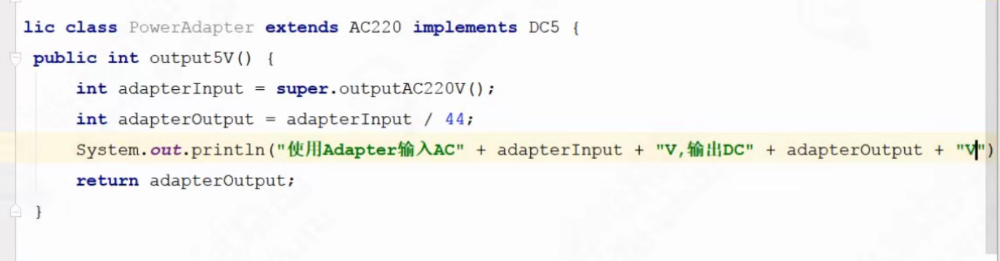 lic class PowerAdapter extends AC220 implements DC5 {
public int output5V() {
int adapterInput = super.outputAC220V();
int adapterOutput = adapterInput / 44;
System.out.println("使用Adapter输入AC" + adapterInput + "V,输出DC" + adapterOutput + "V")
return adapterOutput;
}